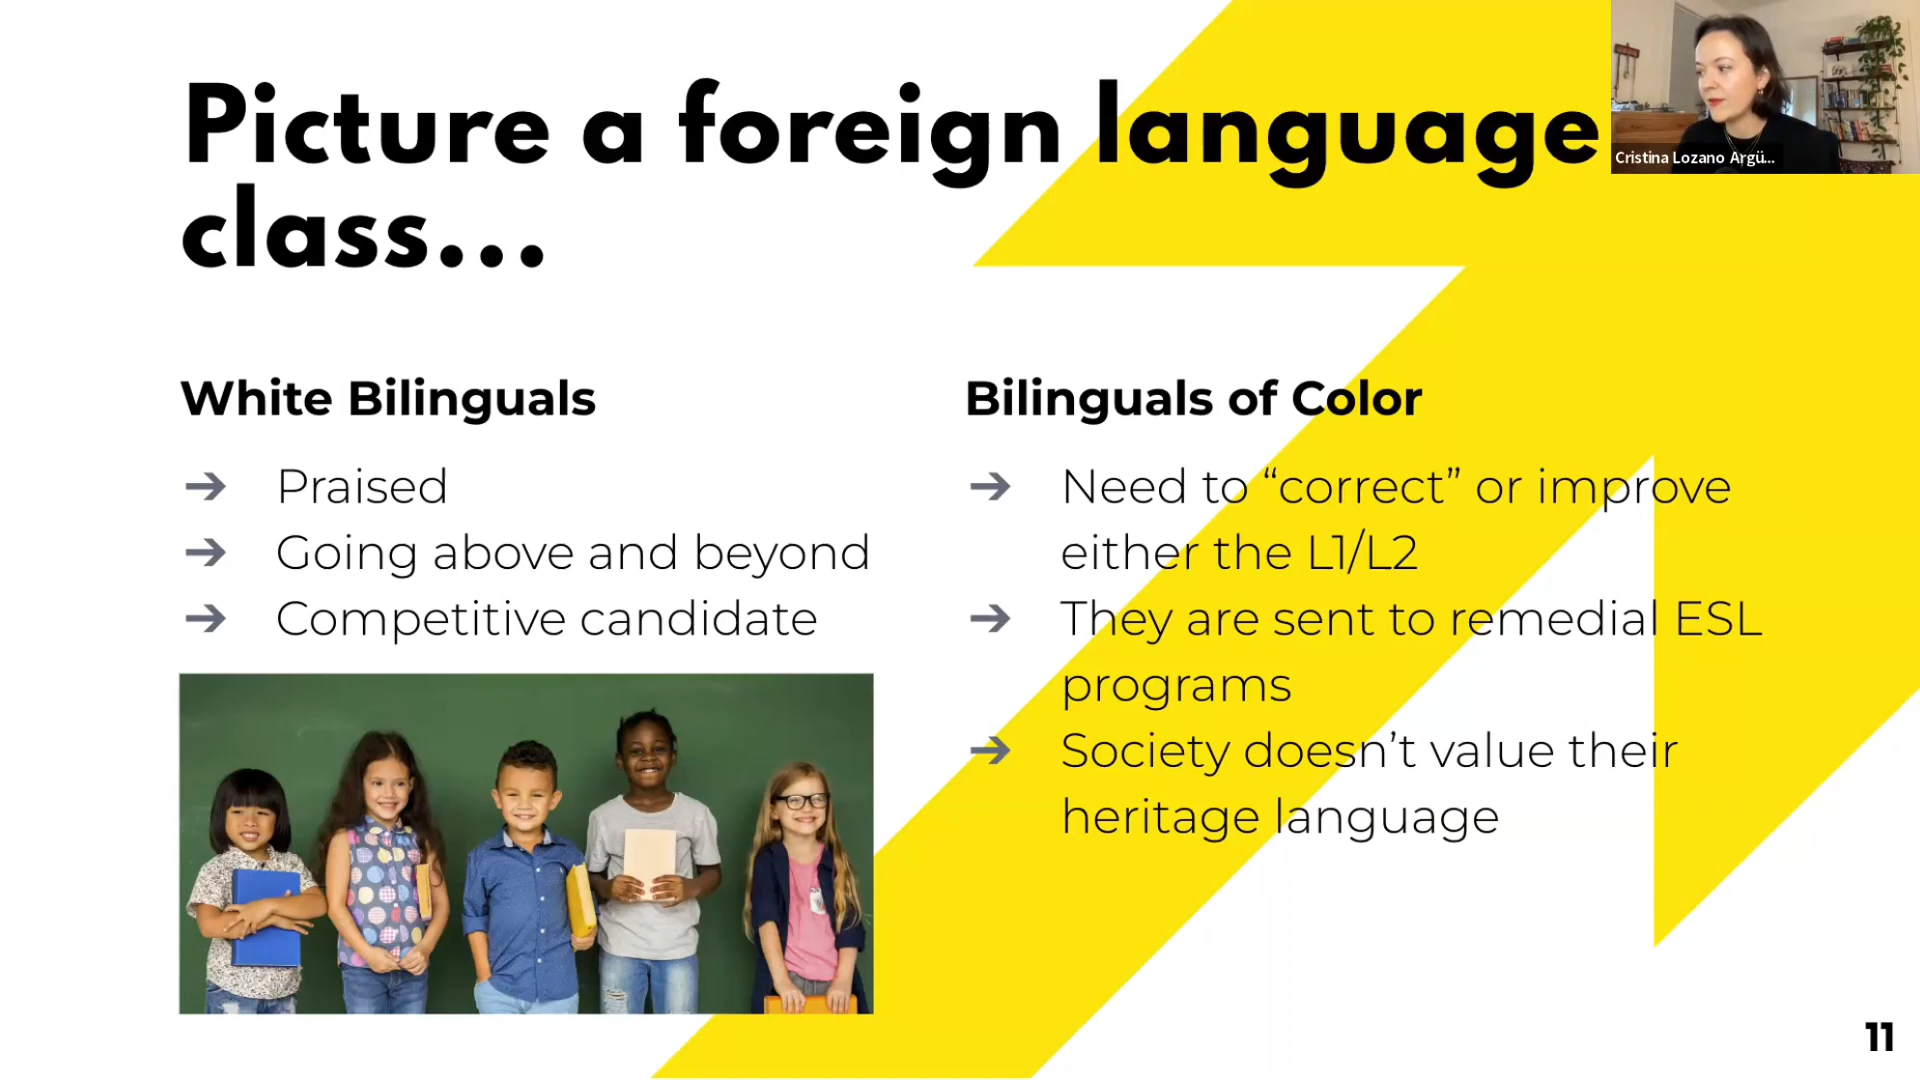 Picture a foreign language
class...
Cristina Lozano Argü...
White Bilinguals
➔ Praised
➔ Going above and beyond
➔ Competitive candidate
Bilinguals of Color
➔ Need to “correct” or improve
either the L1/L2
➔ They are sent to remedial ESL
programs
➔ Society doesn’t value their
heritage language
11